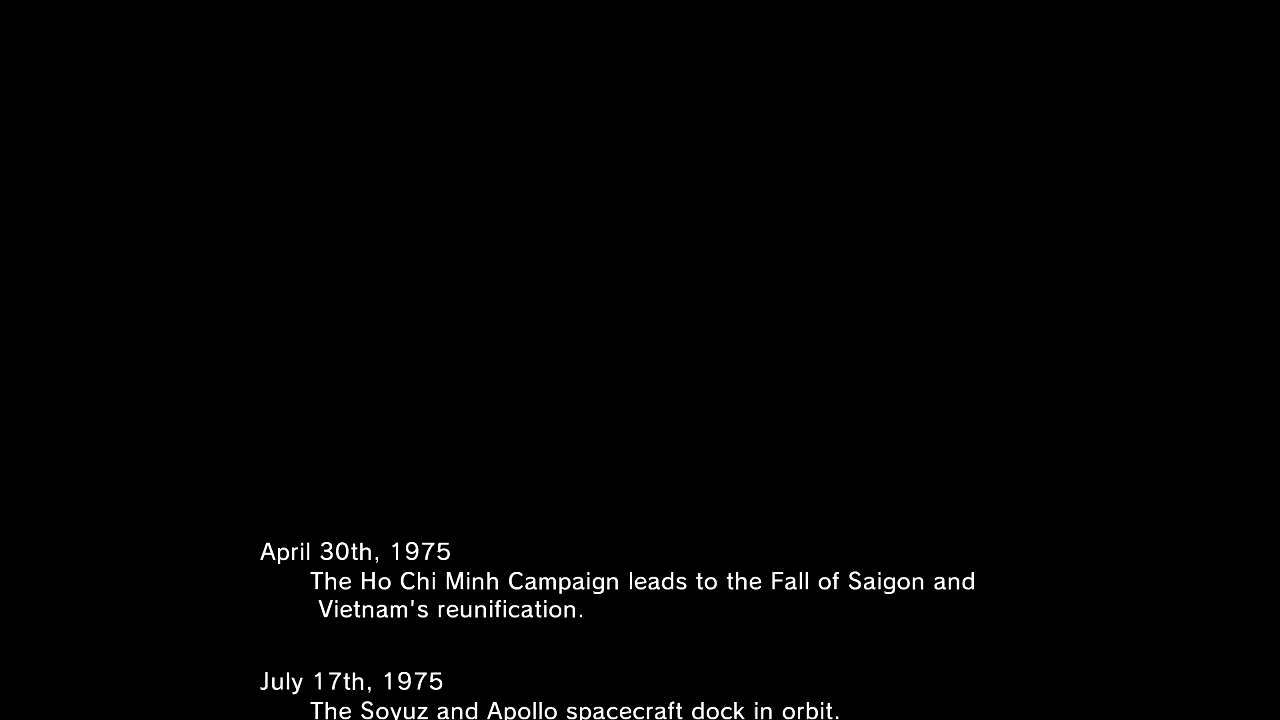 April 30th, 1975
The Ho Chi Minh Campaign leads to the Fall of Saigon and
Vietnam's reunification.
July 17th, 1975
The Soyuz and Apollo spacecraft dock in orbit.